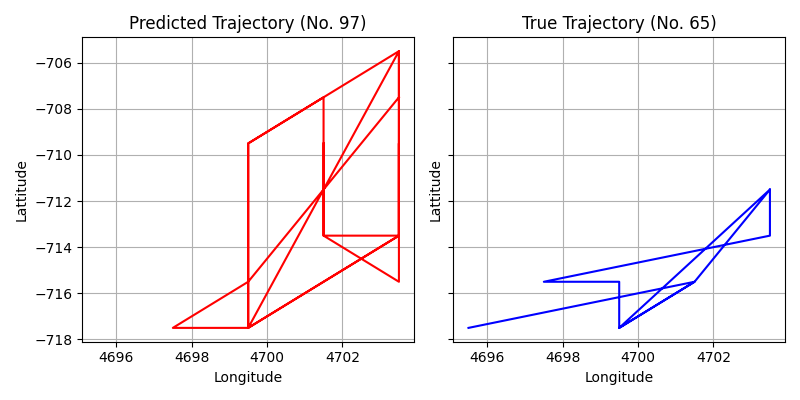 Predicted Trajectory (No. 97)
True Trajectory (No. 65)
−706
−708
−710
−712
−714
−716
−718
Lattitude
Lattitude
4696 4698 4700 4702
4696 4698 4700 4702
Longitude
Longitude